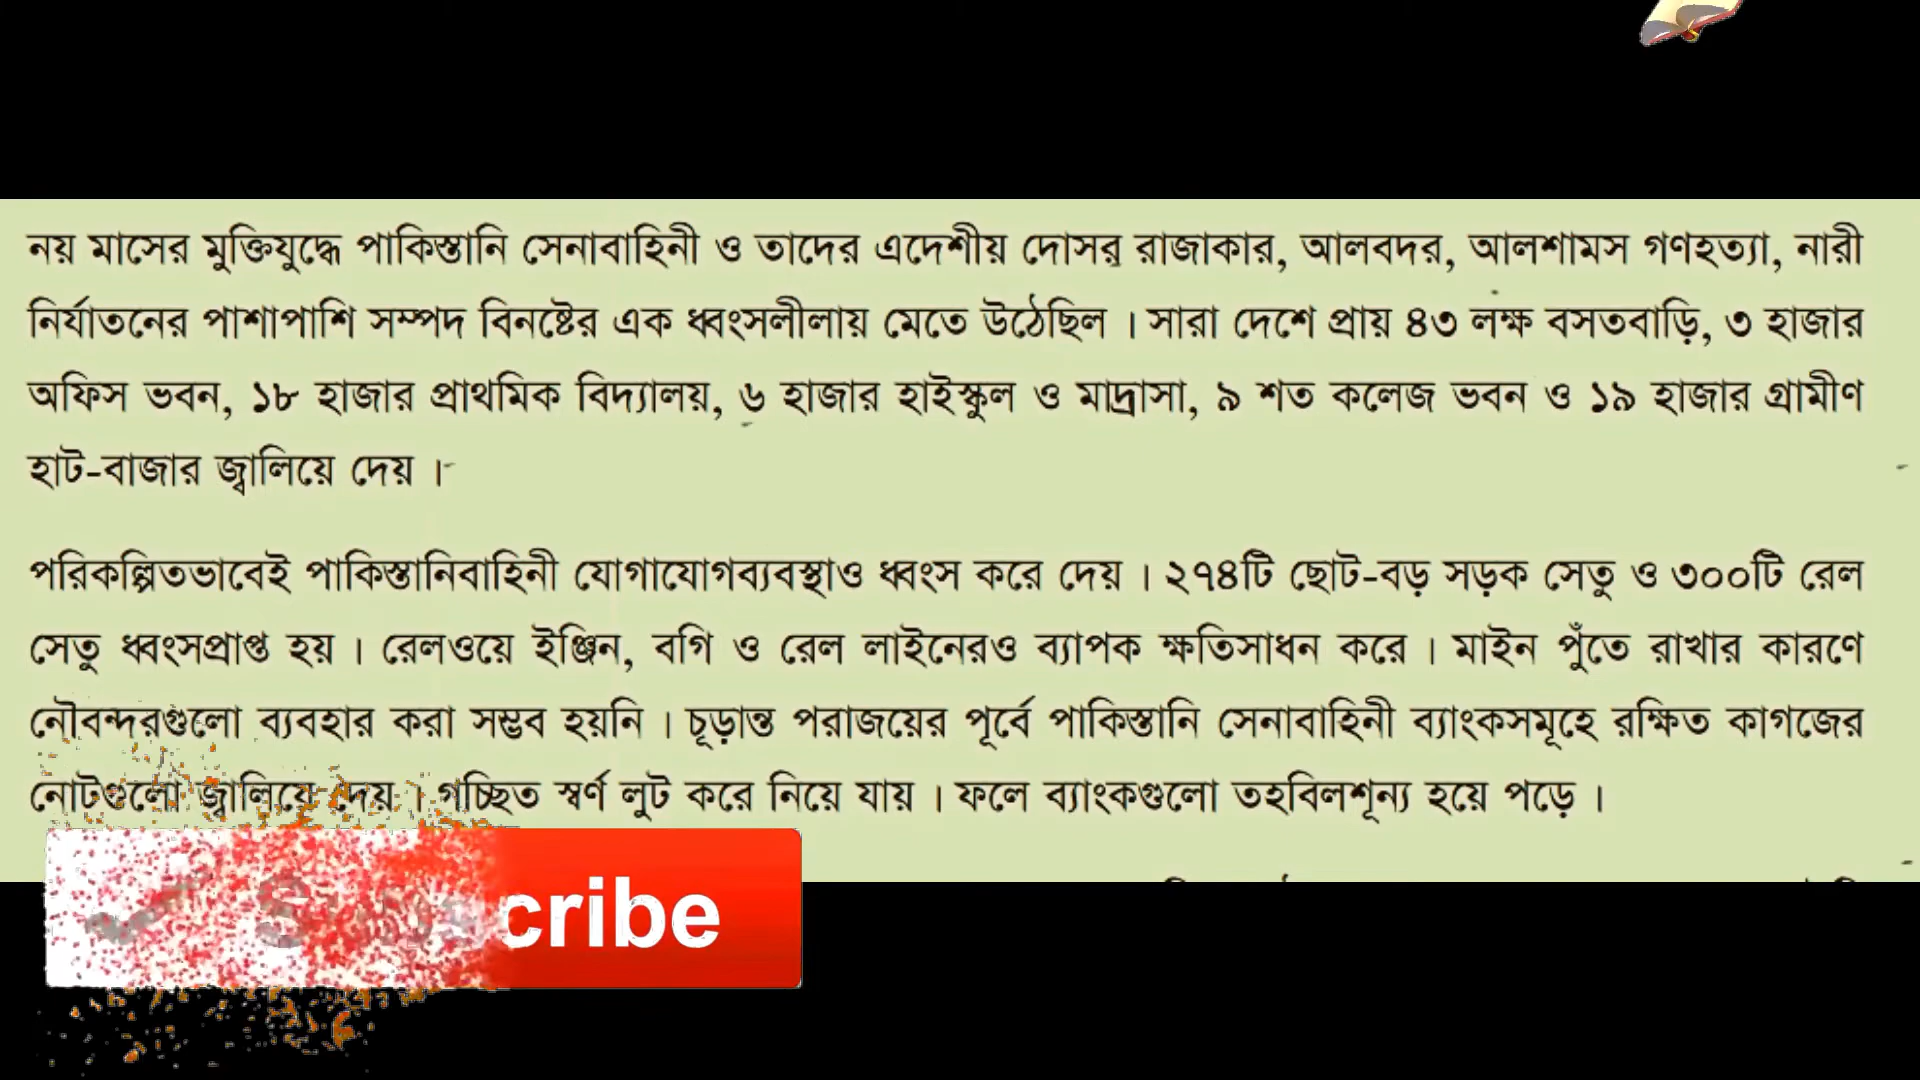 নয় মাসের মুক্তিযুদ্ধে পাকিস্তানি সেনাবাহিনী ও তাদের এদেশীয় দোসর রাজাকার, আলবদর, আলশামস গণহত্যা, নারী
নির্যাতনের পাশাপাশি সম্পদ বিনষ্টের এক ধ্বংসলীলায় মেতে উঠেছিল । সারা দেশে প্রায় ৪৩ লক্ষ বসতবাড়ি, ৩ হাজার
অফিস ভবন, ১৮ হাজার প্রাথমিক বিদ্যালয়, ৬ হাজার হাইস্কুল ও মাদ্রাসা, ৯ শত কলেজ ভবন ও ১৯ হাজার গ্রামীণ
হাট-বাজার জ্বালিয়ে দেয় ।
পরিকল্পিতভাবেই পাকিস্তানিবাহিনী যোগাযোগব্যবস্থাও ধ্বংস করে দেয় । ২৭৪টি ছোট-বড় সড়ক সেতু ও ৩০০টি রেল
সেতু ধ্বংসপ্রাপ্ত হয় । রেলওয়ে ইঞ্জিন, বগি ও রেল লাইনেরও ব্যাপক ক্ষতিসাধন করে । মাইন পুঁতে রাখার কারণে
নৌবন্দরগুলো ব্যবহার করা সম্ভব হয়নি । চূড়ান্ত পরাজয়ের পূর্বে পাকিস্তানি সেনাবাহিনী ব্যাংকসমূহে রক্ষিত কাগজের
নোটগুলো জ্বালিয়ে দেয় । গচ্ছিত স্বর্ণ লুট করে নিয়ে যায় । ফলে ব্যাংকগুলো তহবিলশূন্য হয়ে পড়ে ।
Subscribe